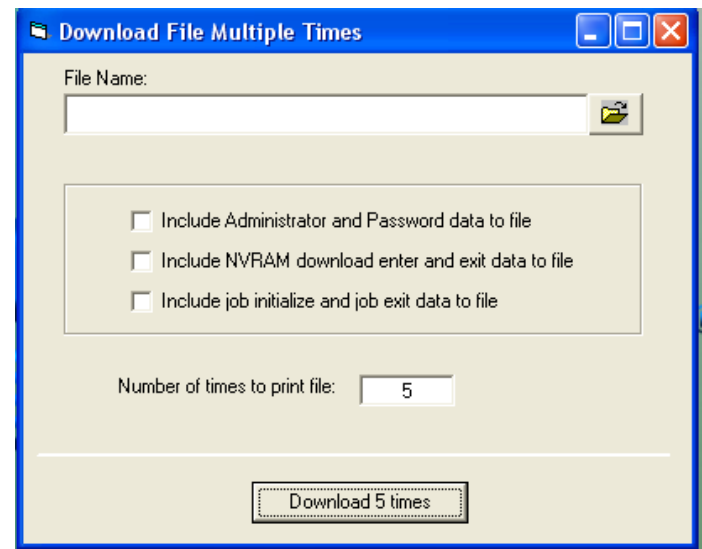 Download File Multiple Times
File Name:
Include Administrator and Password data to file
Include NVRAM download enter and exit data to file
Include job initialize and job exit data to file
Number of times to print file: 5
Download 5 times